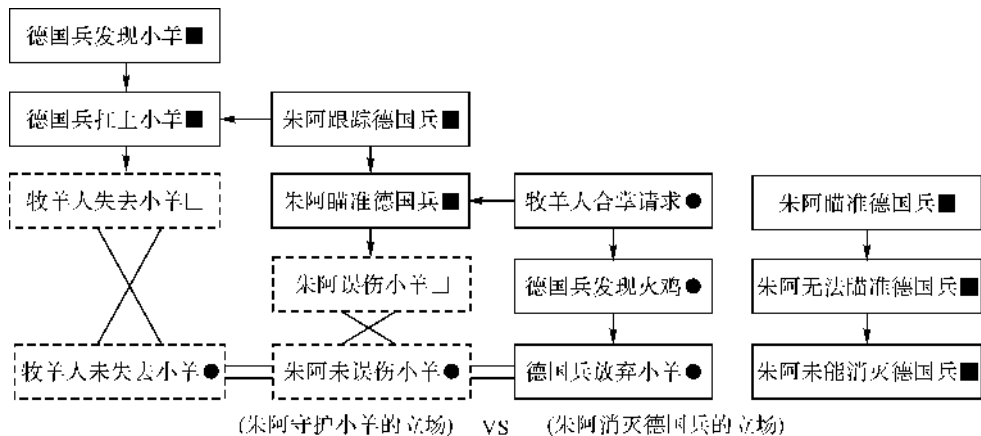 德国兵发现小羊■
德国兵扛上小羊■
朱阿跟踪德国兵■
牧羊人失去小羊□
朱阿瞄准德国兵■
牧羊人合掌请求●
朱阿瞄准德国兵■
朱阿误伤小羊□
德国兵发现火鸡●
朱阿无法瞄准德国兵■
牧羊人未失去小羊●
朱阿未误伤小羊●
德国兵放弃小羊●
朱阿未能消灭德国兵■
(朱阿守护小羊的立场) VS (朱阿消灭德国兵的立场)